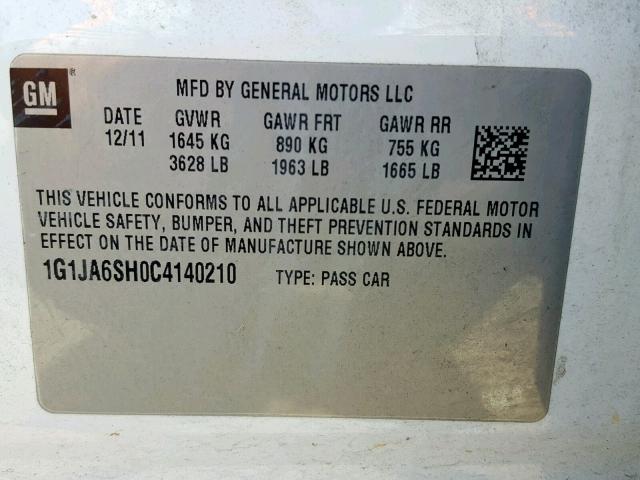 GM®
MFD BY GENERAL MOTORS LLC
DATE GVWR GAWR FRT GAWR RR
12/11 1645 KG 890 KG 755 KG
3628 LB 1963 LB 1665 LB
THIS VEHICLE CONFORMS TO ALL APPLICABLE U.S. FEDERAL MOTOR
VEHICLE SAFETY, BUMPER, AND THEFT PREVENTION STANDARDS IN
EFFECT ON THE DATE OF MANUFACTURE SHOWN ABOVE.
1G1JA6SH0C4140210 TYPE: PASS CAR